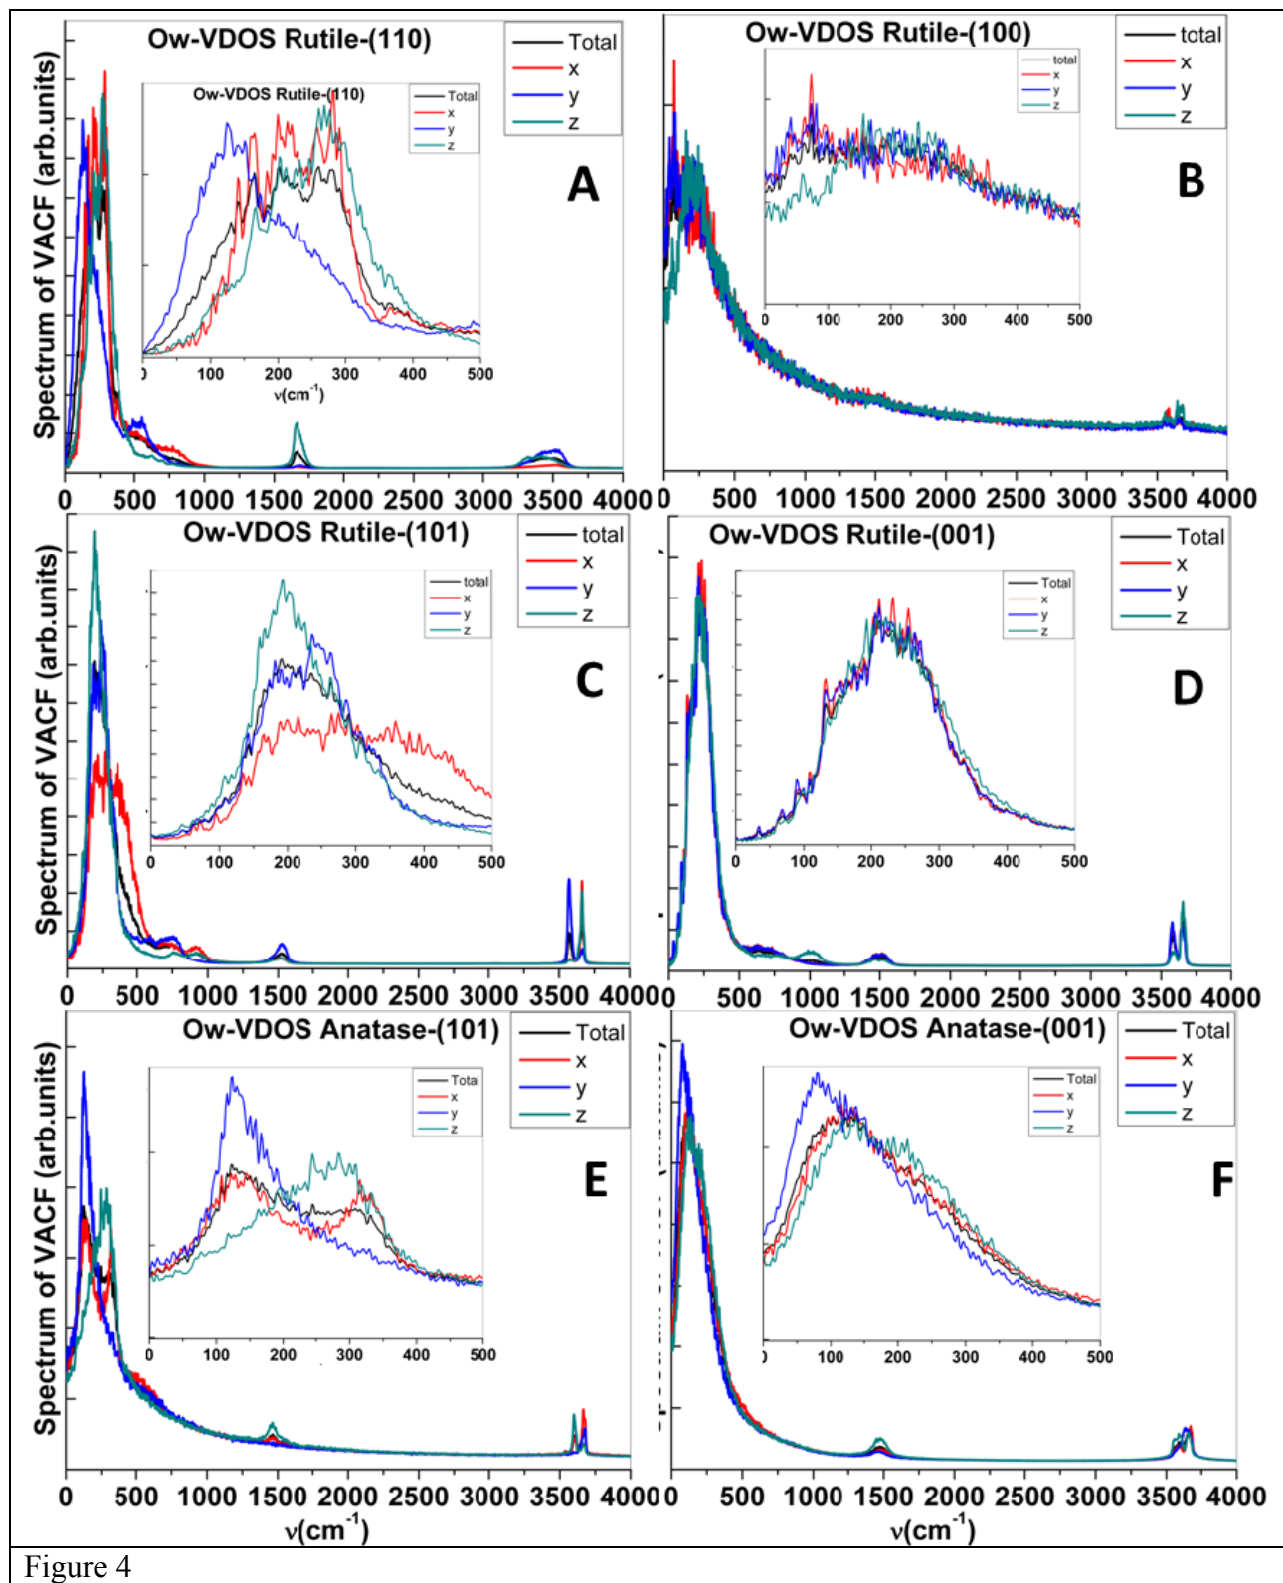 Ow-VDOS Rutile-(110)
Total
x
y
z
Ow-VDOS Rutile-(110)
Total
x
y
z
A
0 100 200 300 400 500
ν(cm⁻¹)
Spectrum of VACF (arb.units)
0 500 1000 1500 2000 2500 3000 3500 4000
Ow-VDOS Rutile-(100)
total
x
y
z
total
x
y
z
B
0 100 200 300 400 500
0 500 1000 1500 2000 2500 3000 3500 4000
Ow-VDOS Rutile-(101)
total
x
y
z
total
x
y
z
C
0 100 200 300 400 500
Spectrum of VACF (arb.units)
0 500 1000 1500 2000 2500 3000 3500 4000
Ow-VDOS Rutile-(001)
Total
x
y
z
Total
x
y
z
D
0 100 200 300 400 500
0 500 1000 1500 2000 2500 3000 3500 4000
Ow-VDOS Anatase-(101)
Total
x
y
z
Total
x
y
z
E
0 100 200 300 400 500
Spectrum of VACF (arb.units)
0 500 1000 1500 2000 2500 3000 3500 4000
ν(cm⁻¹)
Ow-VDOS Anatase-(001)
Total
x
y
z
Total
x
y
z
F
0 100 200 300 400 500
0 500 1000 1500 2000 2500 3000 3500 4000
ν(cm⁻¹)
Figure 4